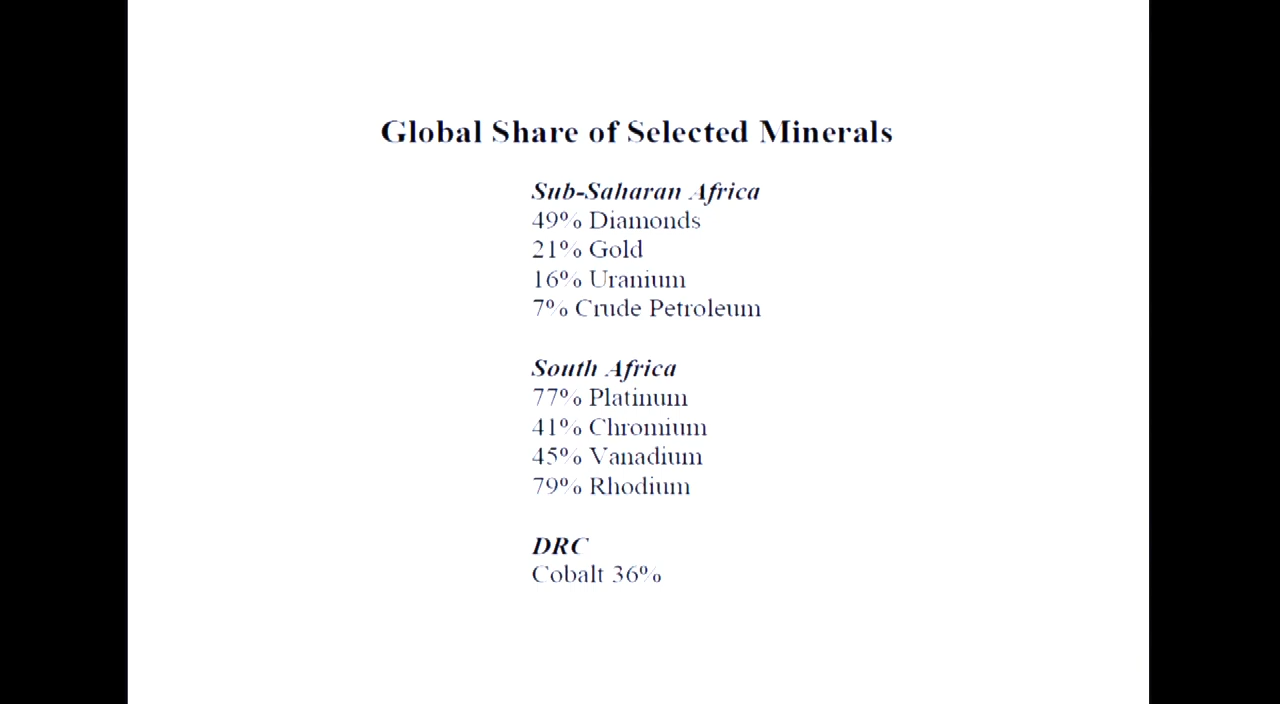 Global Share of Selected Minerals
Sub-Saharan Africa
49% Diamonds
21% Gold
16% Uranium
7% Crude Petroleum
South Africa
77% Platinum
41% Chromium
45% Vanadium
79% Rhodium
DRC
Cobalt 36%